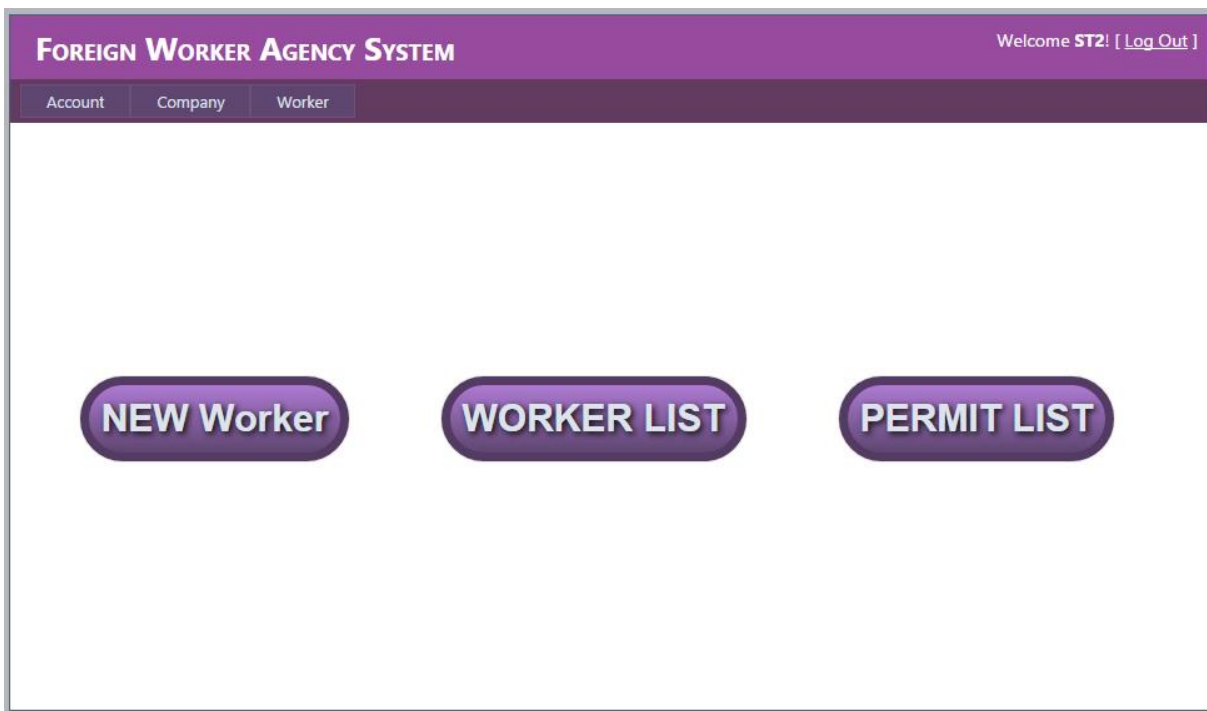 Foreign Worker Agency System
Welcome ST2! [ Log Out ]
Account Company Worker
NEW Worker WORKER LIST PERMIT LIST